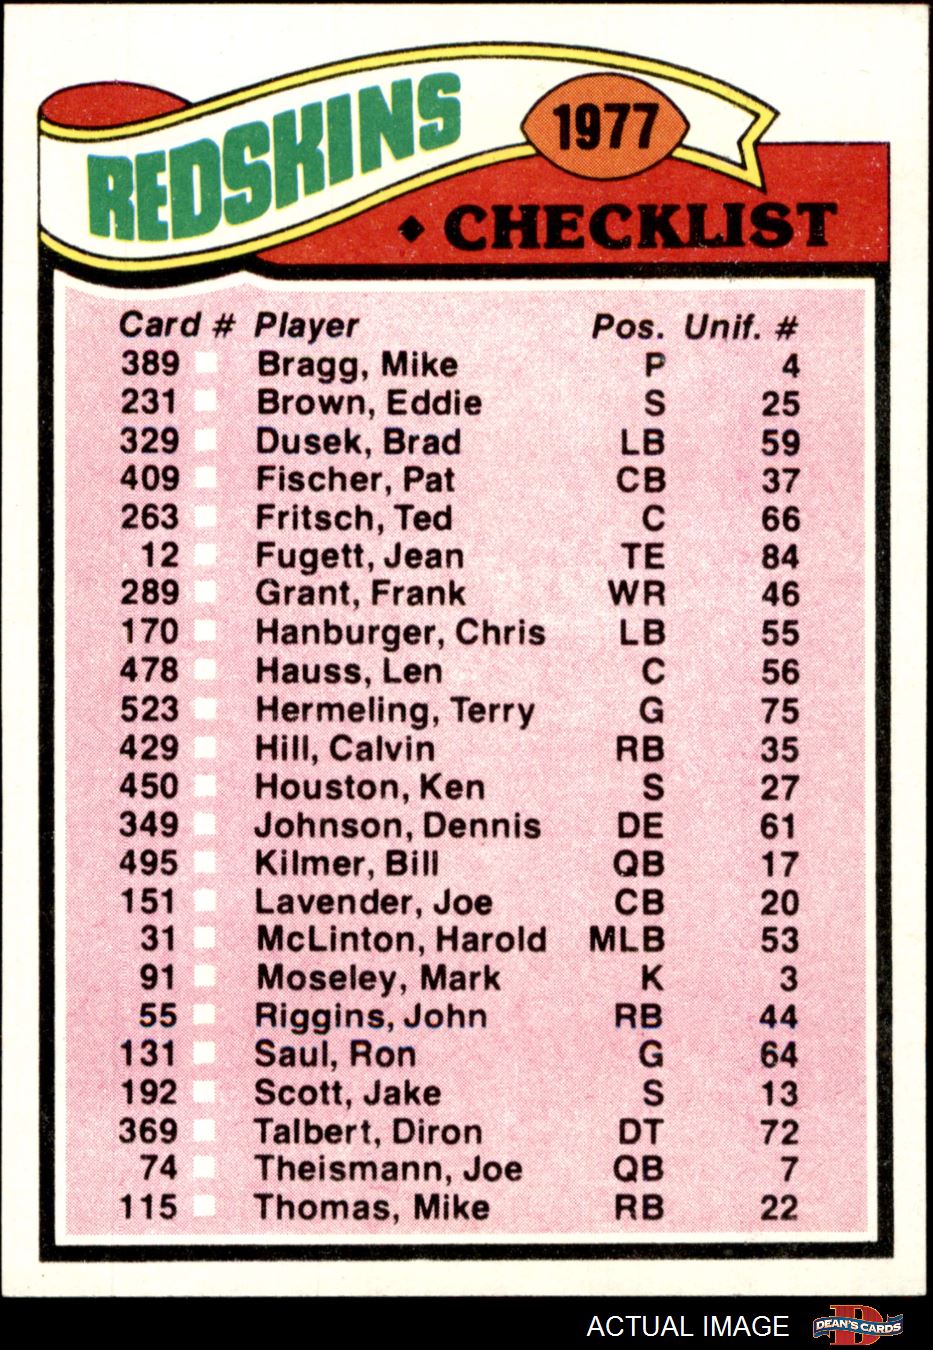 REDSKINS
1977
♦ CHECKLIST
Card # Player Pos. Unif. #
389 Bragg, Mike P 4
231 Brown, Eddie S 25
329 Dusek, Brad LB 59
409 Fischer, Pat CB 37
263 Fritsch, Ted C 66
12 Fugett, Jean TE 84
289 Grant, Frank WR 46
170 Hanburger, Chris LB 55
478 Hauss, Len C 56
523 Hermeling, Terry G 75
429 Hill, Calvin RB 35
450 Houston, Ken S 27
349 Johnson, Dennis DE 61
495 Kilmer, Bill QB 17
151 Lavender, Joe CB 20
31 McLinton, Harold MLB 53
91 Moseley, Mark K 3
55 Riggins, John RB 44
131 Saul, Ron G 64
192 Scott, Jake S 13
369 Talbert, Diron DT 72
74 Theismann, Joe QB 7
115 Thomas, Mike RB 22
ACTUAL IMAGE
D
DEAN'S CARDS